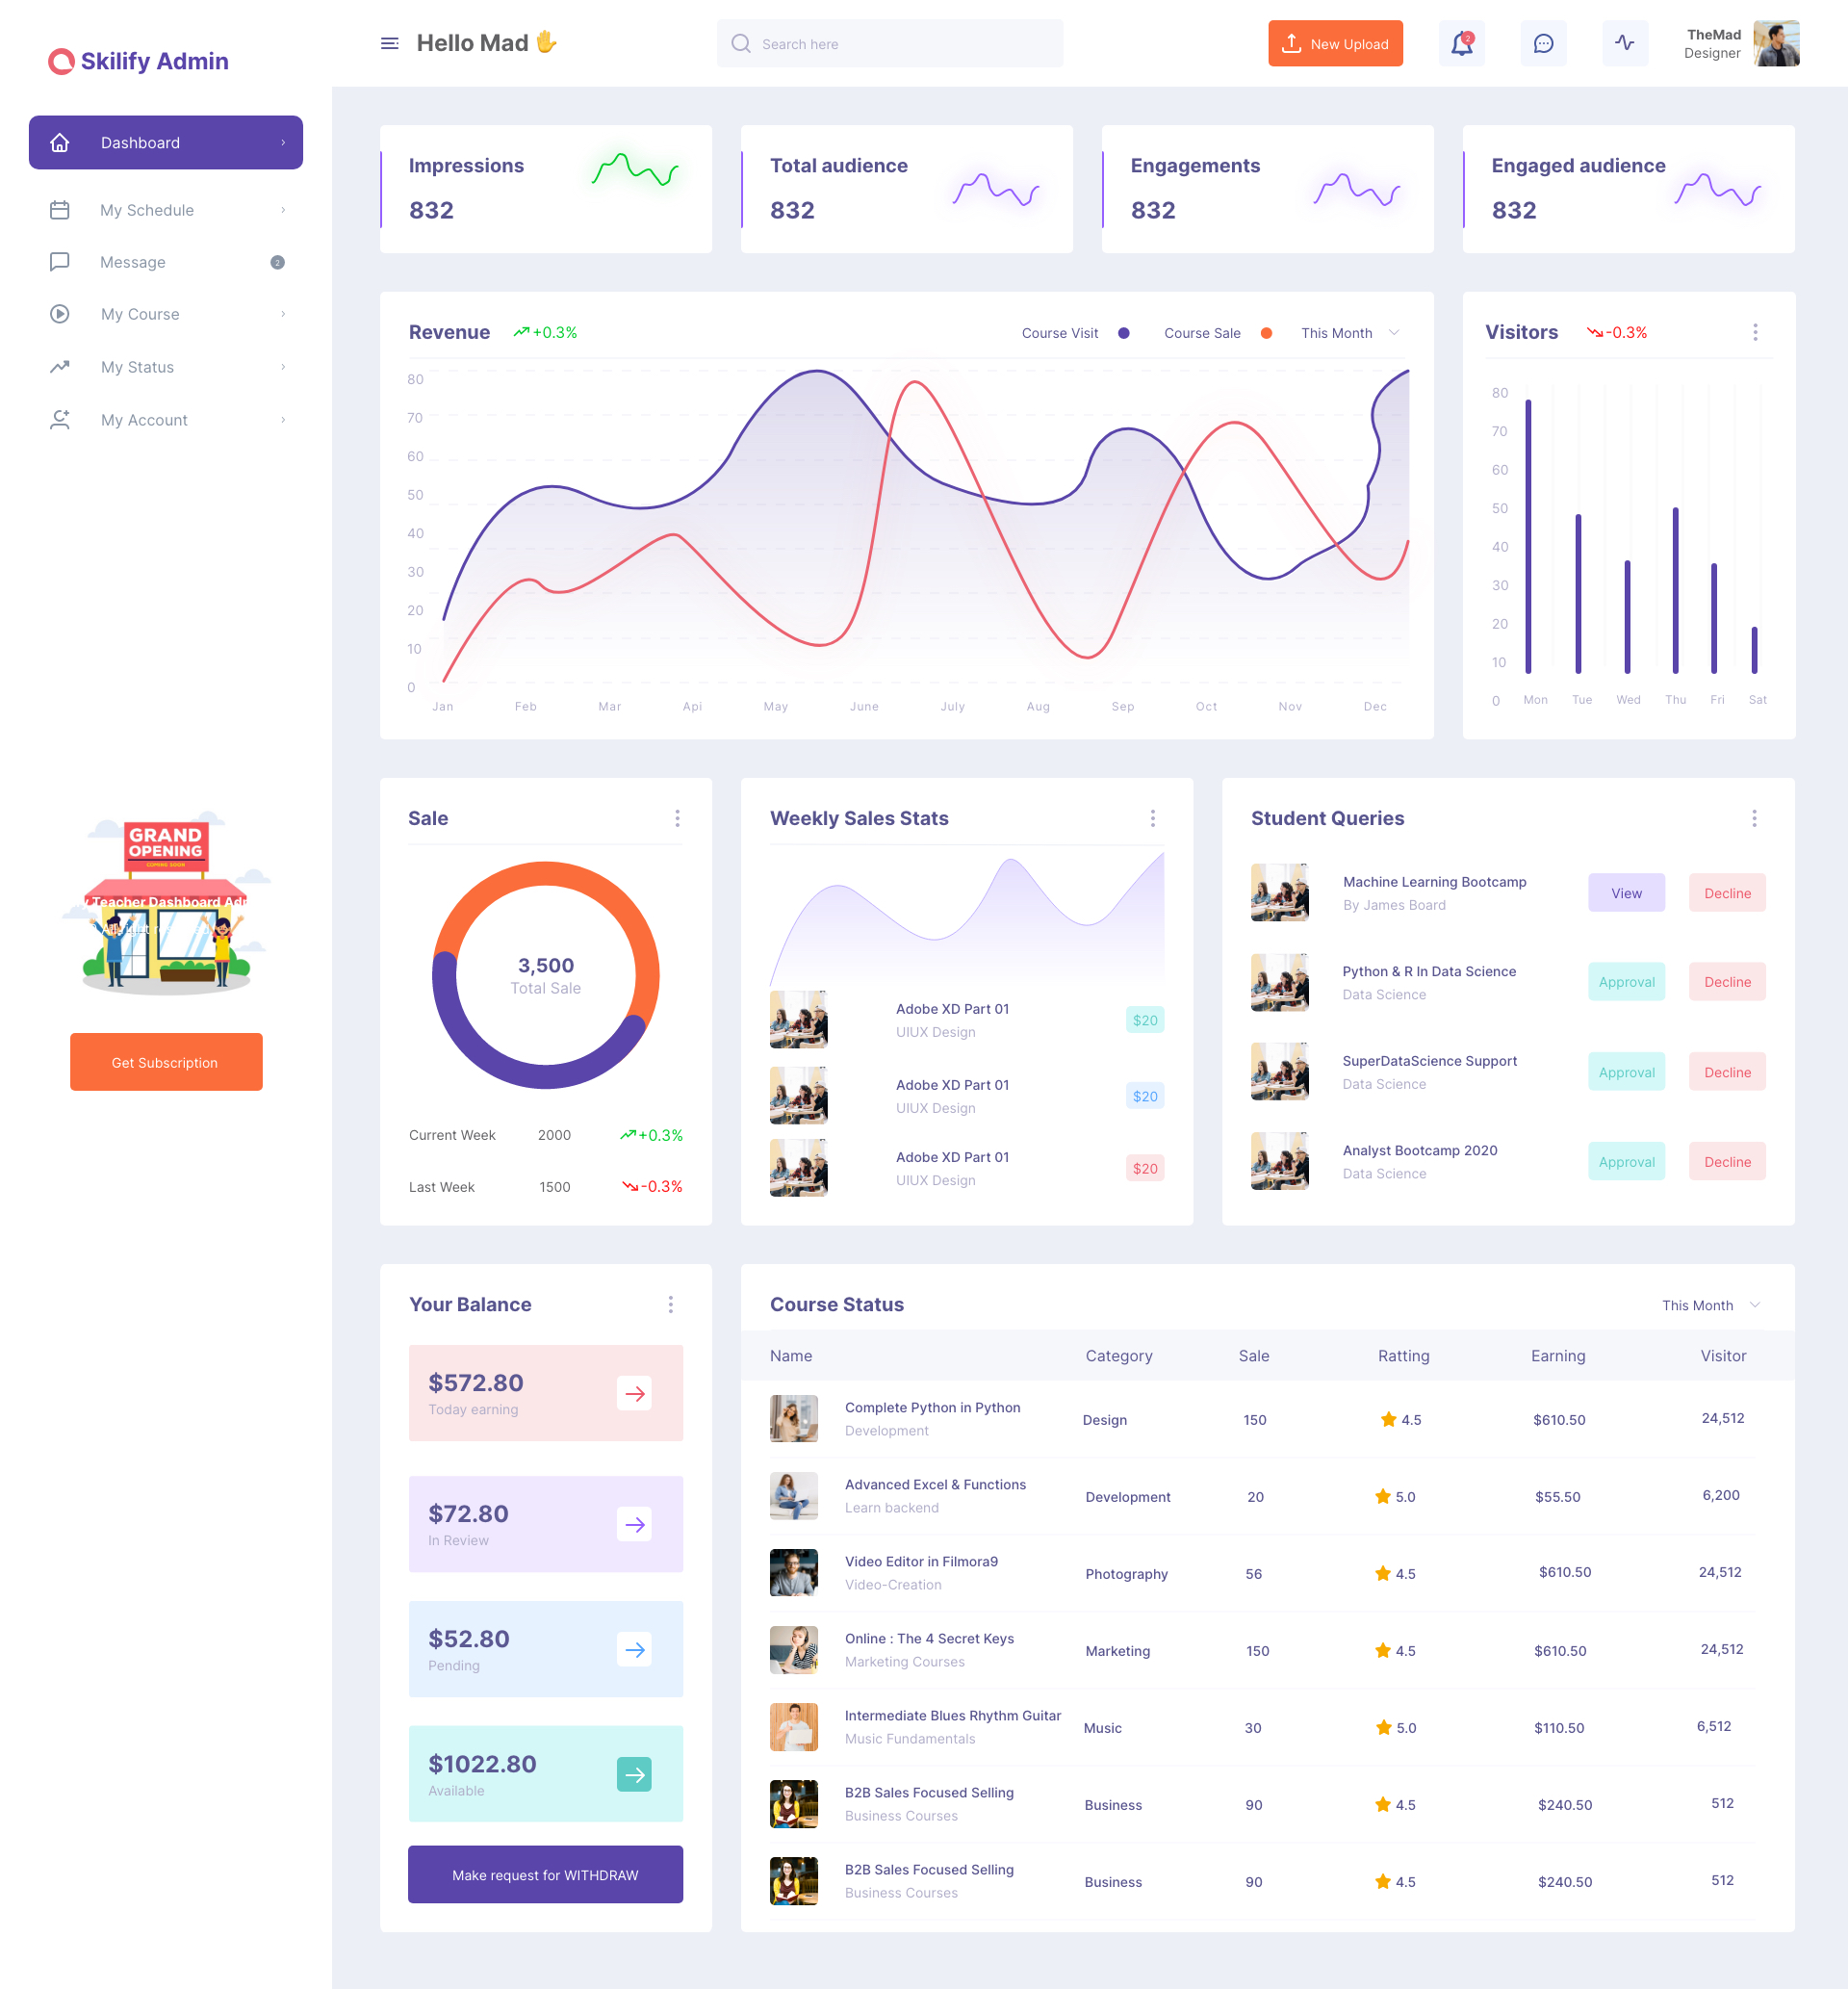 Skilify Admin
Dashboard
My Schedule
Message
2
My Course
My Status
My Account
GRAND
OPENING
COMING SOON
Teacher Dashboard
Get Subscription
Hello Mad
Search here
New Upload
2
TheMad
Designer
Impressions
832
Total audience
832
Engagements
832
Engaged audience
832
Revenue
+0.3%
Course Visit
Course Sale
This Month
80
70
60
50
40
30
20
10
0
Jan Feb Mar Api May June July Aug Sep Oct Nov Dec
Visitors
-0.3%
80
70
60
50
40
30
20
10
0
Mon Tue Wed Thu Fri Sat
Sale
3,500
Total Sale
Current Week 2000 +0.3%
Last Week 1500 -0.3%
Weekly Sales Stats
Adobe XD Part 01
UIUX Design
$20
Adobe XD Part 01
UIUX Design
$20
Adobe XD Part 01
UIUX Design
$20
Student Queries
Machine Learning Bootcamp
By James Board
View
Decline
Python & R In Data Science
Data Science
Approval
Decline
SuperDataScience Support
Data Science
Approval
Decline
Analyst Bootcamp 2020
Data Science
Approval
Decline
Your Balance
$572.80
Today earning
$72.80
In Review
$52.80
Pending
$1022.80
Available
Make request for WITHDRAW
Course Status
This Month
Name Category Sale Ratting Earning Visitor
Complete Python in Python
Development
Design 150 4.5 $610.50 24,512
Advanced Excel & Functions
Learn backend
Development 20 5.0 $55.50 6,200
Video Editor in Filmora9
Video-Creation
Photography 56 4.5 $610.50 24,512
Online : The 4 Secret Keys
Marketing Courses
Marketing 150 4.5 $610.50 24,512
Intermediate Blues Rhythm Guitar
Music Fundamentals
Music 30 5.0 $110.50 6,512
B2B Sales Focused Selling
Business Courses
Business 90 4.5 $240.50 512
B2B Sales Focused Selling
Business Courses
Business 90 4.5 $240.50 512